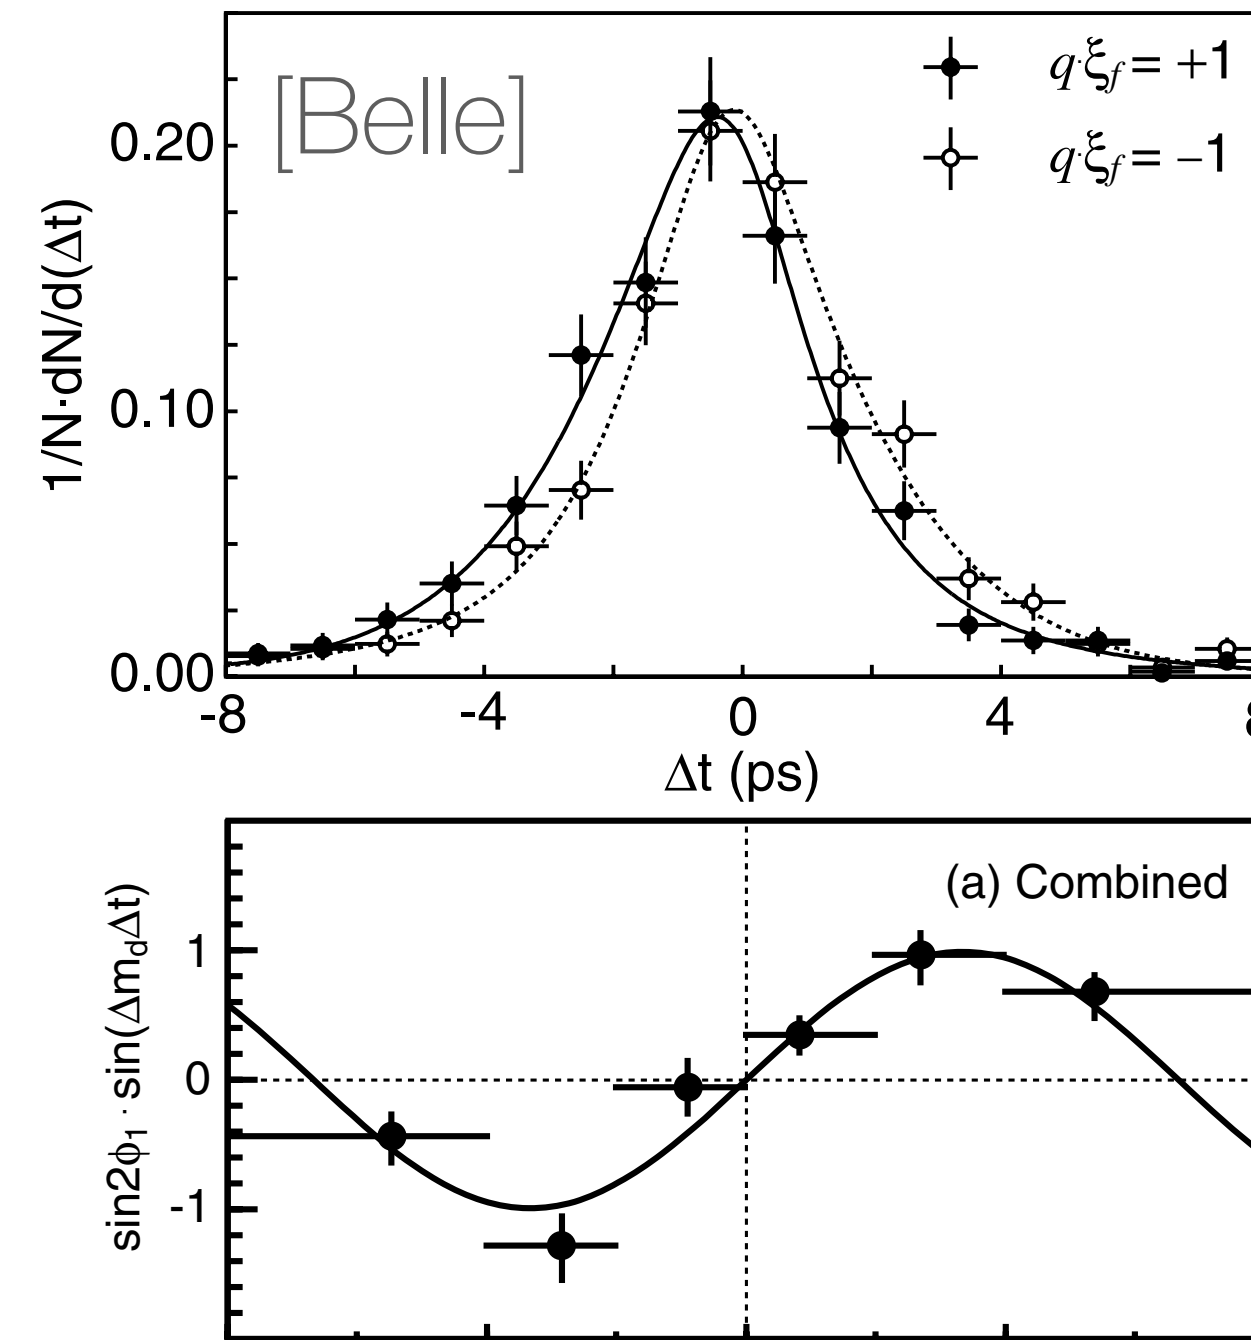 [Belle]
q·ξf = +1
q·ξf = −1
1/N·dN/d(Δt)
0.20
0.10
0.00
-8
-4
0
4
Δt (ps)
(a) Combined
sin2ϕ1 · sin(ΔmdΔt)
1
0
-1